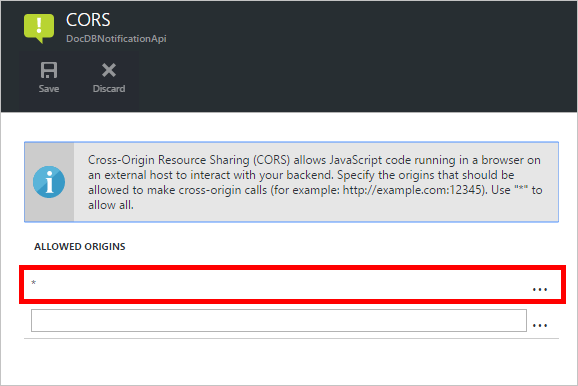 CORS
DocDBNotificationApi
Save Discard
Cross-Origin Resource Sharing (CORS) allows JavaScript code running in a browser on
an external host to interact with your backend. Specify the origins that should be
allowed to make cross-origin calls (for example: http://example.com:12345). Use "*" to
allow all.
ALLOWED ORIGINS
* ...
...